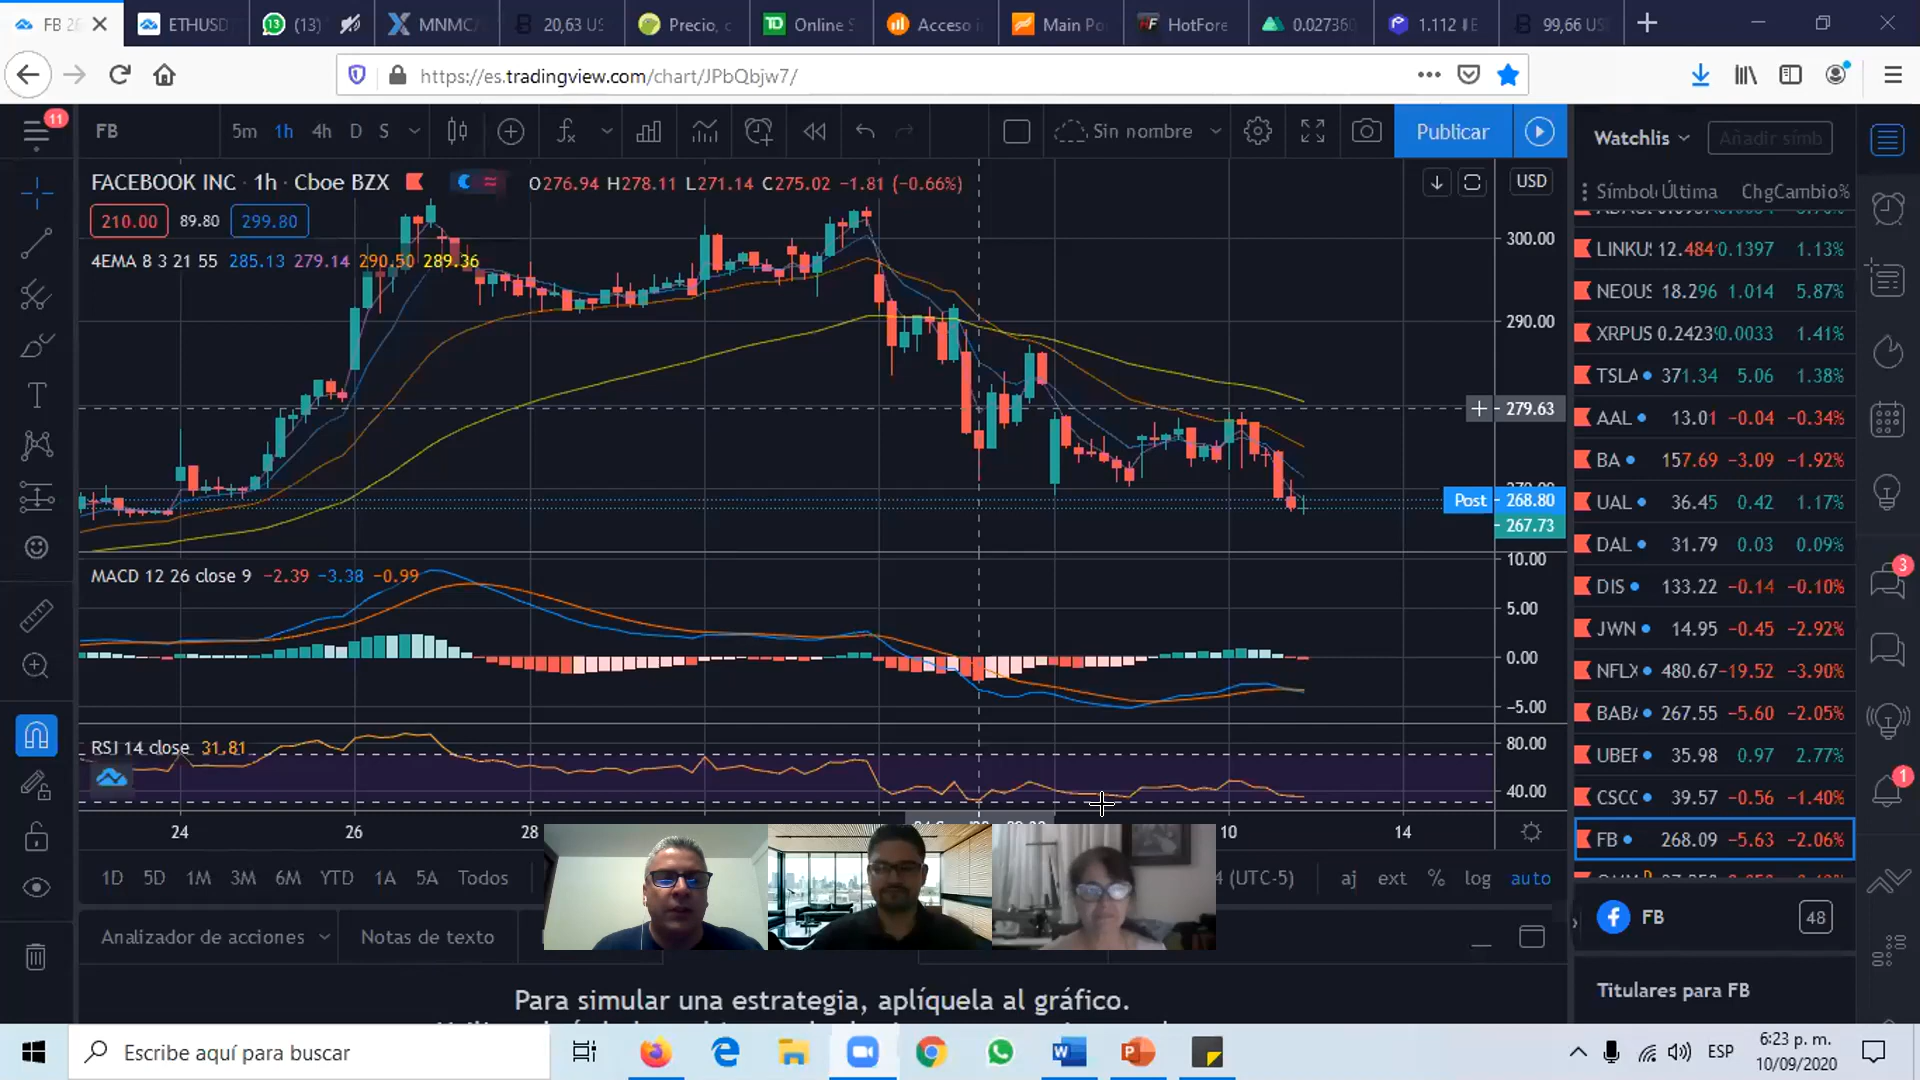 FB 26
ETHUSD
(13)
MNMC
20,63 US
Precio, c
Online S
Acceso i
Main Po
HotFore
0.027360
1.112
99,66 US
https://es.tradingview.com/chart/JPbQbjw7/
11
FB
5m 1h 4h D S
Sin nombre
Publicar
Watchlis
Añadir símb
FACEBOOK INC · 1h · Cboe BZX
O276.94 H278.11 L271.14 C275.02 −1.81 (−0.66%)
USD
210.00 89.80 299.80
4EMA 8 3 21 55 285.13 279.14 290.50 289.36
300.00
290.00
279.63
Post 268.80
267.73
MACD 12 26 close 9 −2.39 −3.38 −0.99
10.00
5.00
0.00
−5.00
RSI 14 close 31.81
80.00
40.00
24 26 28 10 14
1D 5D 1M 3M 6M YTD 1A 5A Todos
(UTC-5) aj ext % log auto
Analizador de acciones
Notas de texto
Para simular una estrategia, aplíquela al gráfico.
Símbol Última Chg Cambio%
LINKU 12.484 0.1397 1.13%
NEOUS 18.296 1.014 5.87%
XRPUS 0.2423 0.0033 1.41%
TSLA 371.34 5.06 1.38%
AAL 13.01 −0.04 −0.34%
BA 157.69 −3.09 −1.92%
UAL 36.45 0.42 1.17%
DAL 31.79 0.03 0.09%
DIS 133.22 −0.14 −0.10%
JWN 14.95 −0.45 −2.92%
NFLX 480.67 −19.52 −3.90%
BABA 267.55 −5.60 −2.05%
UBER 35.98 0.97 2.77%
CSCO 39.57 −0.56 −1.40%
FB 268.09 −5.63 −2.06%
FB
48
Titulares para FB
3
1
Escribe aquí para buscar
ESP
6:23 p. m.
10/09/2020